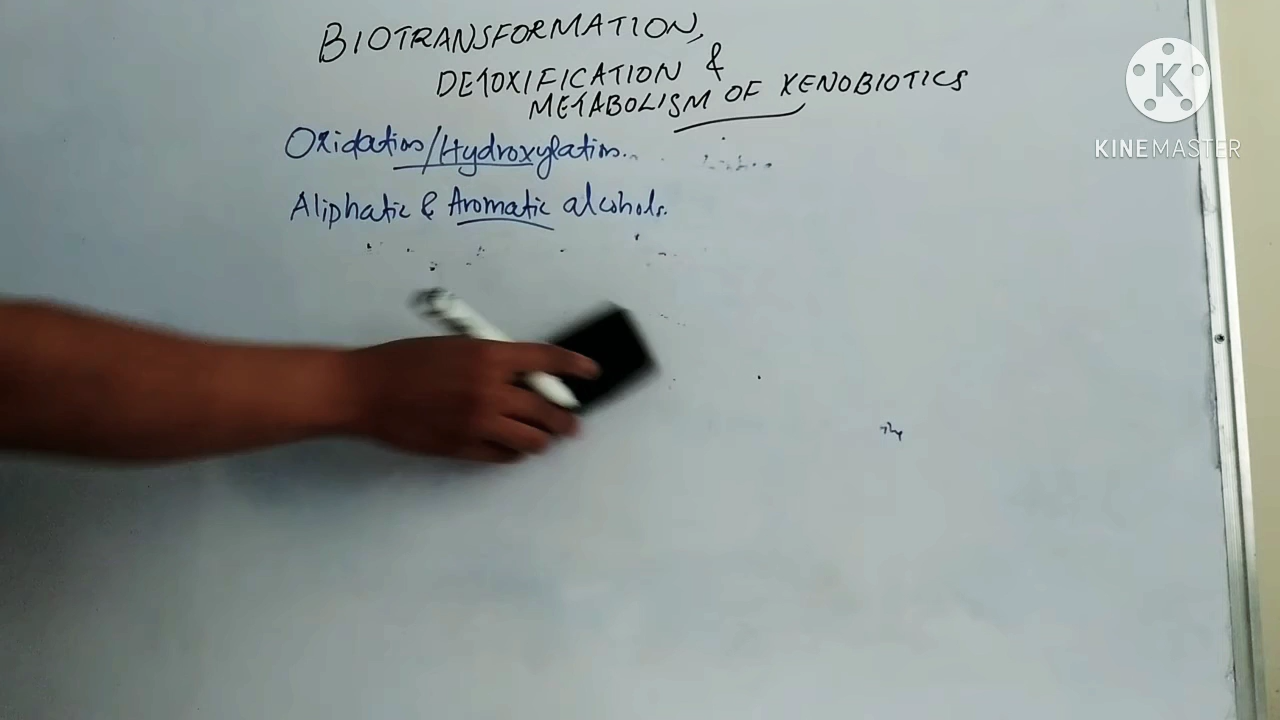 BIOTRANSFORMATION,
DETOXIFICATION &
METABOLISM OF XENOBIOTICS
Oxidation/Hydroxylation.
Aliphatic & Aromatic alcohols.
K
KINEMASTER